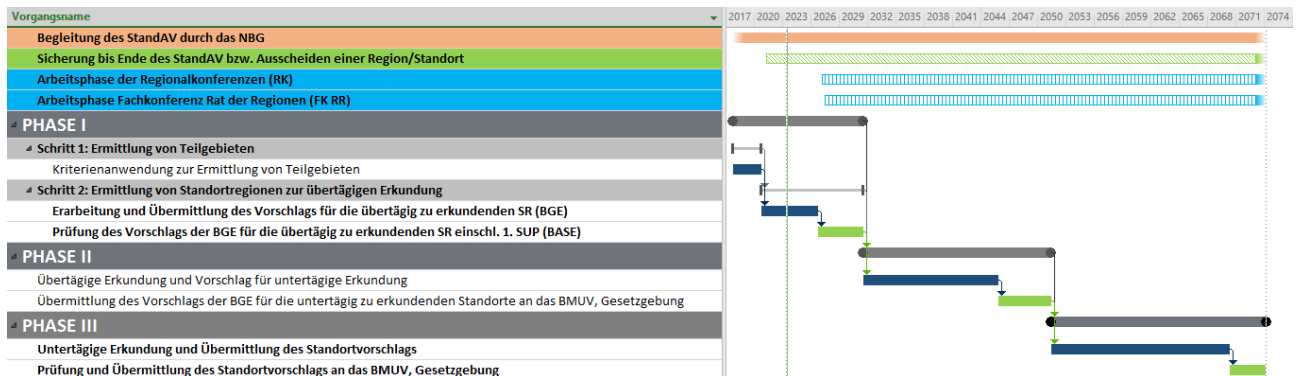 Vorgangsname 2017 2020 2023 2026 2029 2032 2035 2038 2041 2044 2047 2050 2053 2056 2059 2062 2065 2068 2071 2074
Begleitung des StandAV durch das NBG
Sicherung bis Ende des StandAV bzw. Ausscheiden einer Region/Standort
Arbeitsphase der Regionalkonferenzen (RK)
Arbeitsphase Fachkonferenz Rat der Regionen (FK RR)
PHASE I
Schritt 1: Ermittlung von Teilgebieten
Kriterienanwendung zur Ermittlung von Teilgebieten
Schritt 2: Ermittlung von Standortregionen zur übertägigen Erkundung
Erarbeitung und Übermittlung des Vorschlags für die übertägig zu erkundenden SR (BGE)
Prüfung des Vorschlags der BGE für die übertägig zu erkundenden SR einschl. 1. SUP (BASE)
PHASE II
Übertägige Erkundung und Vorschlag für untertägige Erkundung
Übermittlung des Vorschlags der BGE für die untertägig zu erkundenden Standorte an das BMUV, Gesetzgebung
PHASE III
Untertägige Erkundung und Übermittlung des Standortvorschlags
Prüfung und Übermittlung des Standortvorschlags an das BMUV, Gesetzgebung